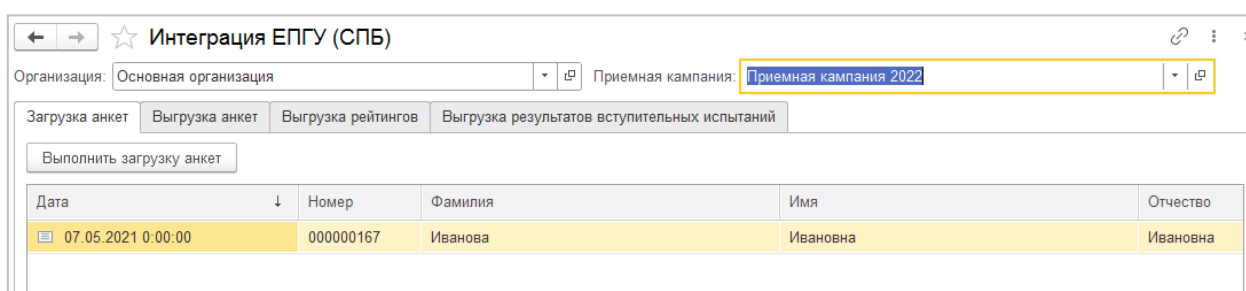 Интеграция ЕПГУ (СПБ)
Организация: Основная организация Приемная кампания: Приемная кампания 2022
Загрузка анкет Выгрузка анкет Выгрузка рейтингов Выгрузка результатов вступительных испытаний
Выполнить загрузку анкет
Дата Номер Фамилия Имя Отчество
07.05.2021 0:00:00 000000167 Иванова Ивановна Ивановна